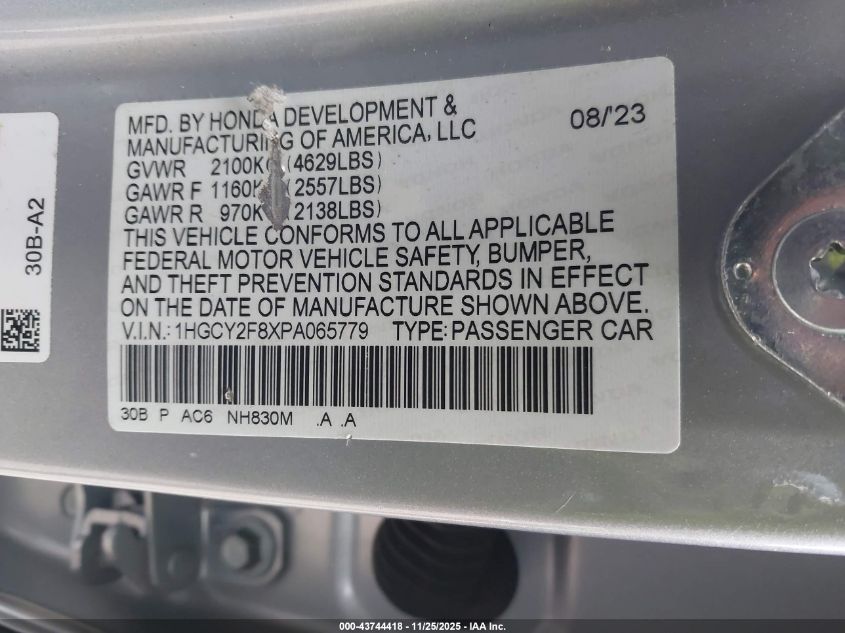 MFD. BY HONDA DEVELOPMENT & 08/'23
MANUFACTURING OF AMERICA, LLC
GVWR 2100KG (4629LBS)
GAWR F 1160K (2557LBS)
GAWR R 970K 2138LBS)
THIS VEHICLE CONFORMS TO ALL APPLICABLE
FEDERAL MOTOR VEHICLE SAFETY, BUMPER,
AND THEFT PREVENTION STANDARDS IN EFFECT
ON THE DATE OF MANUFACTURE SHOWN ABOVE.
V.I.N.: 1HGCY2F8XPA065779 TYPE: PASSENGER CAR
30B P AC6 NH830M .A .A
30B-A2
000-43744418 - 11/25/2025 - IAA Inc.